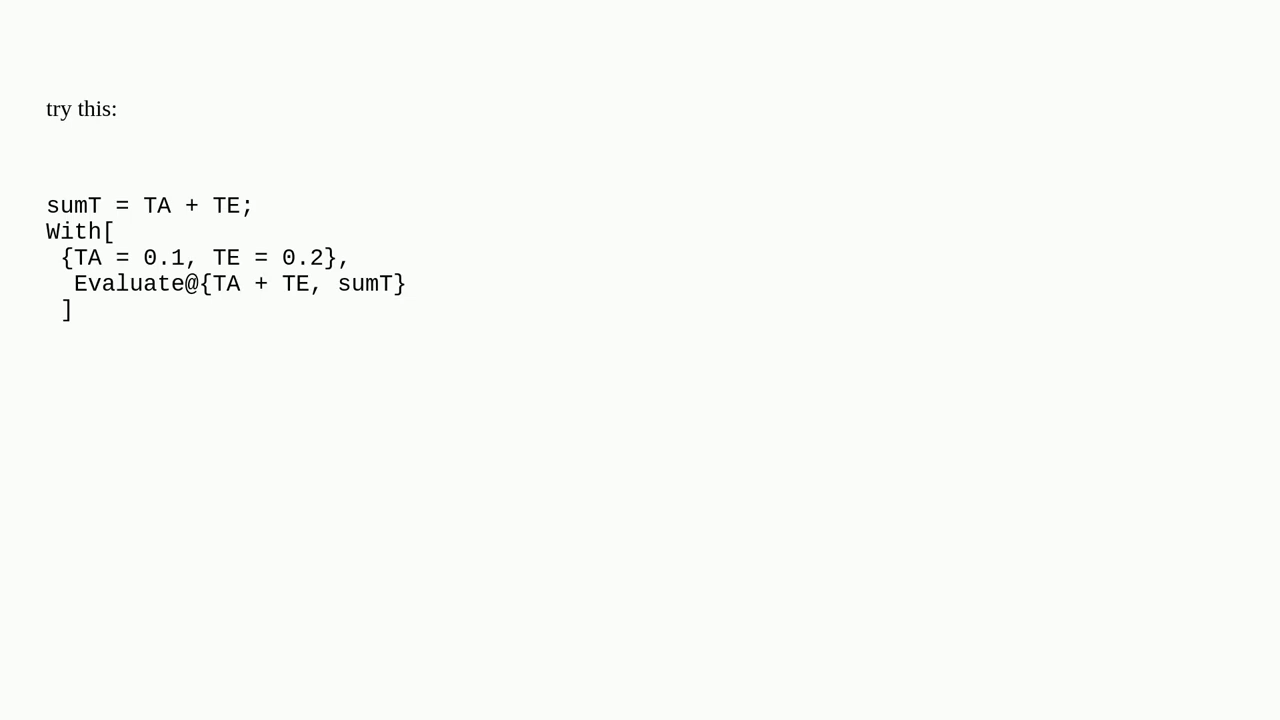 try this:
sumT = TA + TE;
With[
 {TA = 0.1, TE = 0.2},
  Evaluate@{TA + TE, sumT}
 ]